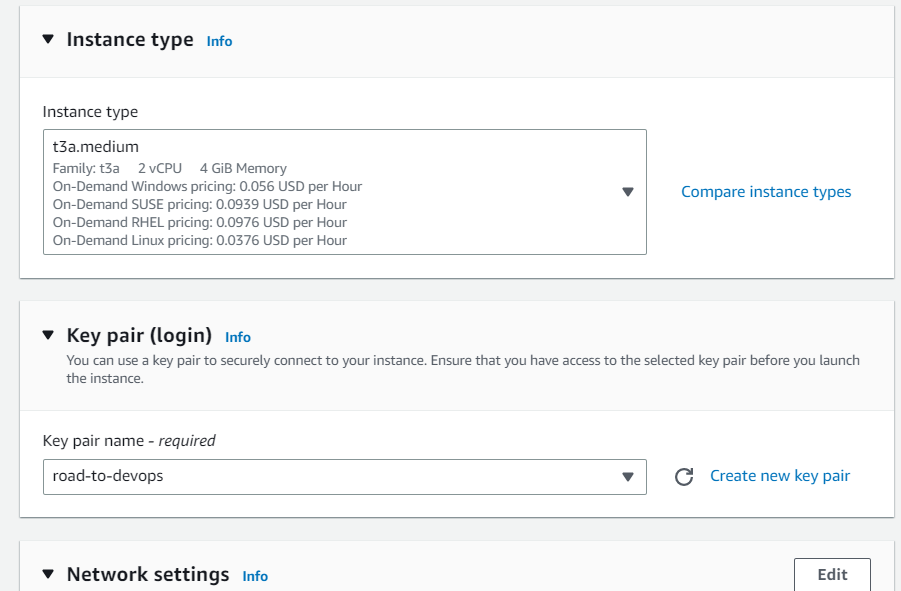 Instance type Info
Instance type
t3a.medium
Family: t3a 2 vCPU 4 GiB Memory
On-Demand Windows pricing: 0.056 USD per Hour
On-Demand SUSE pricing: 0.0939 USD per Hour
On-Demand RHEL pricing: 0.0976 USD per Hour
On-Demand Linux pricing: 0.0376 USD per Hour
Compare instance types
Key pair (login) Info
You can use a key pair to securely connect to your instance. Ensure that you have access to the selected key pair before you launch
the instance.
Key pair name - required
road-to-devops
Create new key pair
Network settings Info
Edit